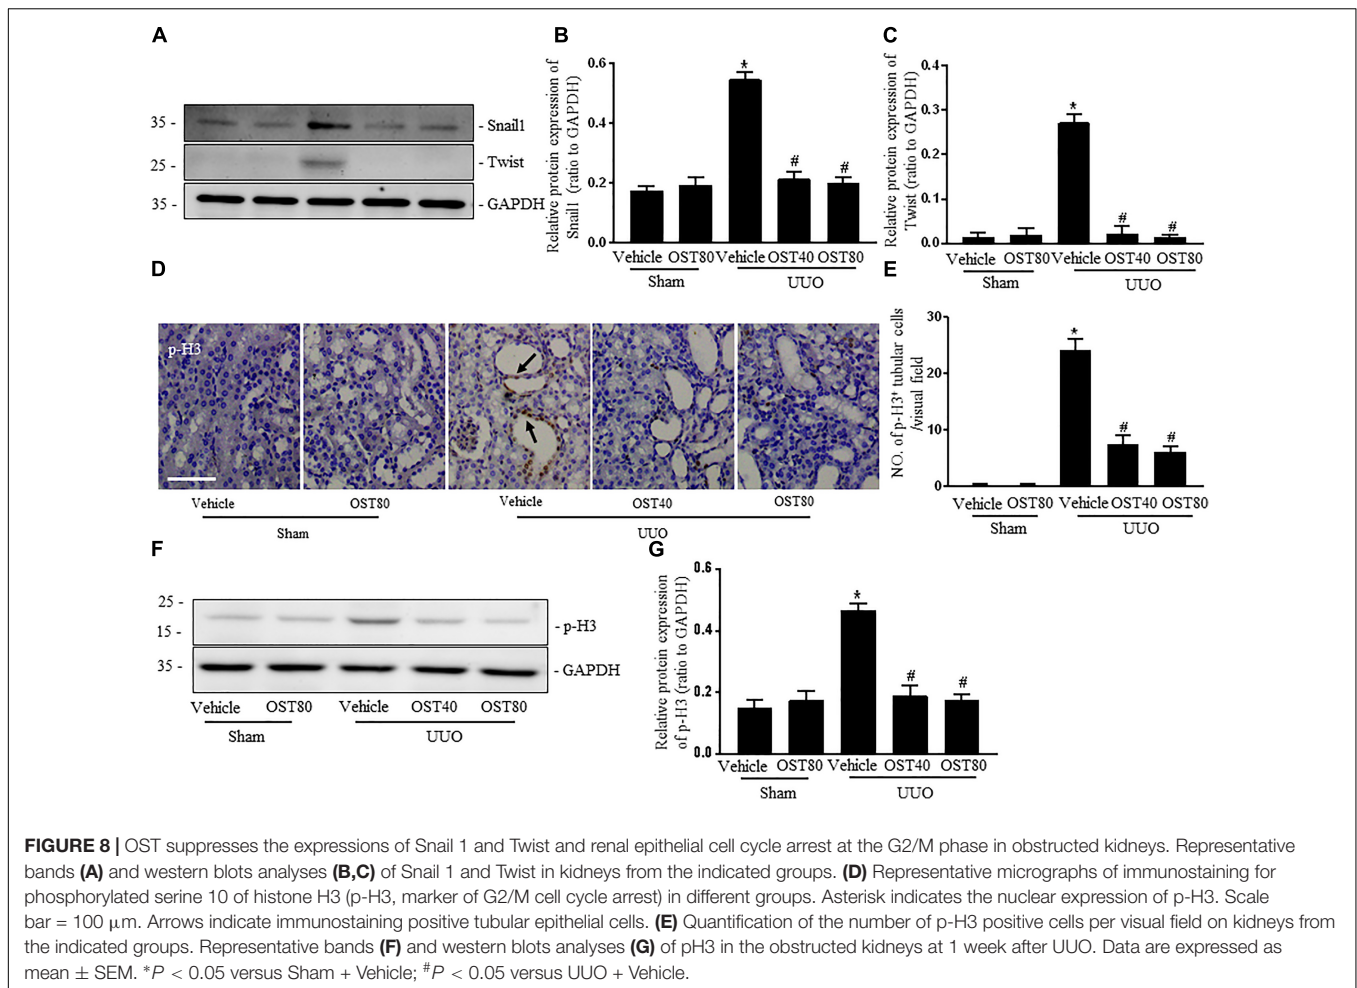 A
35 -
- Snail1
25 -
- Twist
35 -
- GAPDH
B
Relative protein expression of
Snail1 (ratio to GAPDH)
0.6
0.4
0.2
0.0
*
#
#
Vehicle OST80 Vehicle OST40 OST80
Sham UUO
C
Relative protein expression of
Twist (ratio to GAPDH)
0.4
0.3
0.2
0.1
0.0
*
#
#
Vehicle OST80 Vehicle OST40 OST80
Sham UUO
D
p-H3
Vehicle OST80 Vehicle OST40 OST80
Sham UUO
E
NO. of p-H3⁺ tubular cells
/visual field
30
20
10
0
*
#
#
Vehicle OST80 Vehicle OST40 OST80
Sham UUO
F
25 -
15 -
- p-H3
35 -
- GAPDH
Vehicle OST80 Vehicle OST40 OST80
Sham UUO
G
Relative protein expression
of p-H3 (ratio to GAPDH)
0.6
0.4
0.2
0.0
*
#
#
Vehicle OST80 Vehicle OST40 OST80
Sham UUO
FIGURE 8 | OST suppresses the expressions of Snail 1 and Twist and renal epithelial cell cycle arrest at the G2/M phase in obstructed kidneys. Representative
bands (A) and western blots analyses (B,C) of Snail 1 and Twist in kidneys from the indicated groups. (D) Representative micrographs of immunostaining for
phosphorylated serine 10 of histone H3 (p-H3, marker of G2/M cell cycle arrest) in different groups. Asterisk indicates the nuclear expression of p-H3. Scale
bar = 100 μm. Arrows indicate immunostaining positive tubular epithelial cells. (E) Quantification of the number of p-H3 positive cells per visual field on kidneys from
the indicated groups. Representative bands (F) and western blots analyses (G) of pH3 in the obstructed kidneys at 1 week after UUO. Data are expressed as
mean ± SEM. *P < 0.05 versus Sham + Vehicle; #P < 0.05 versus UUO + Vehicle.